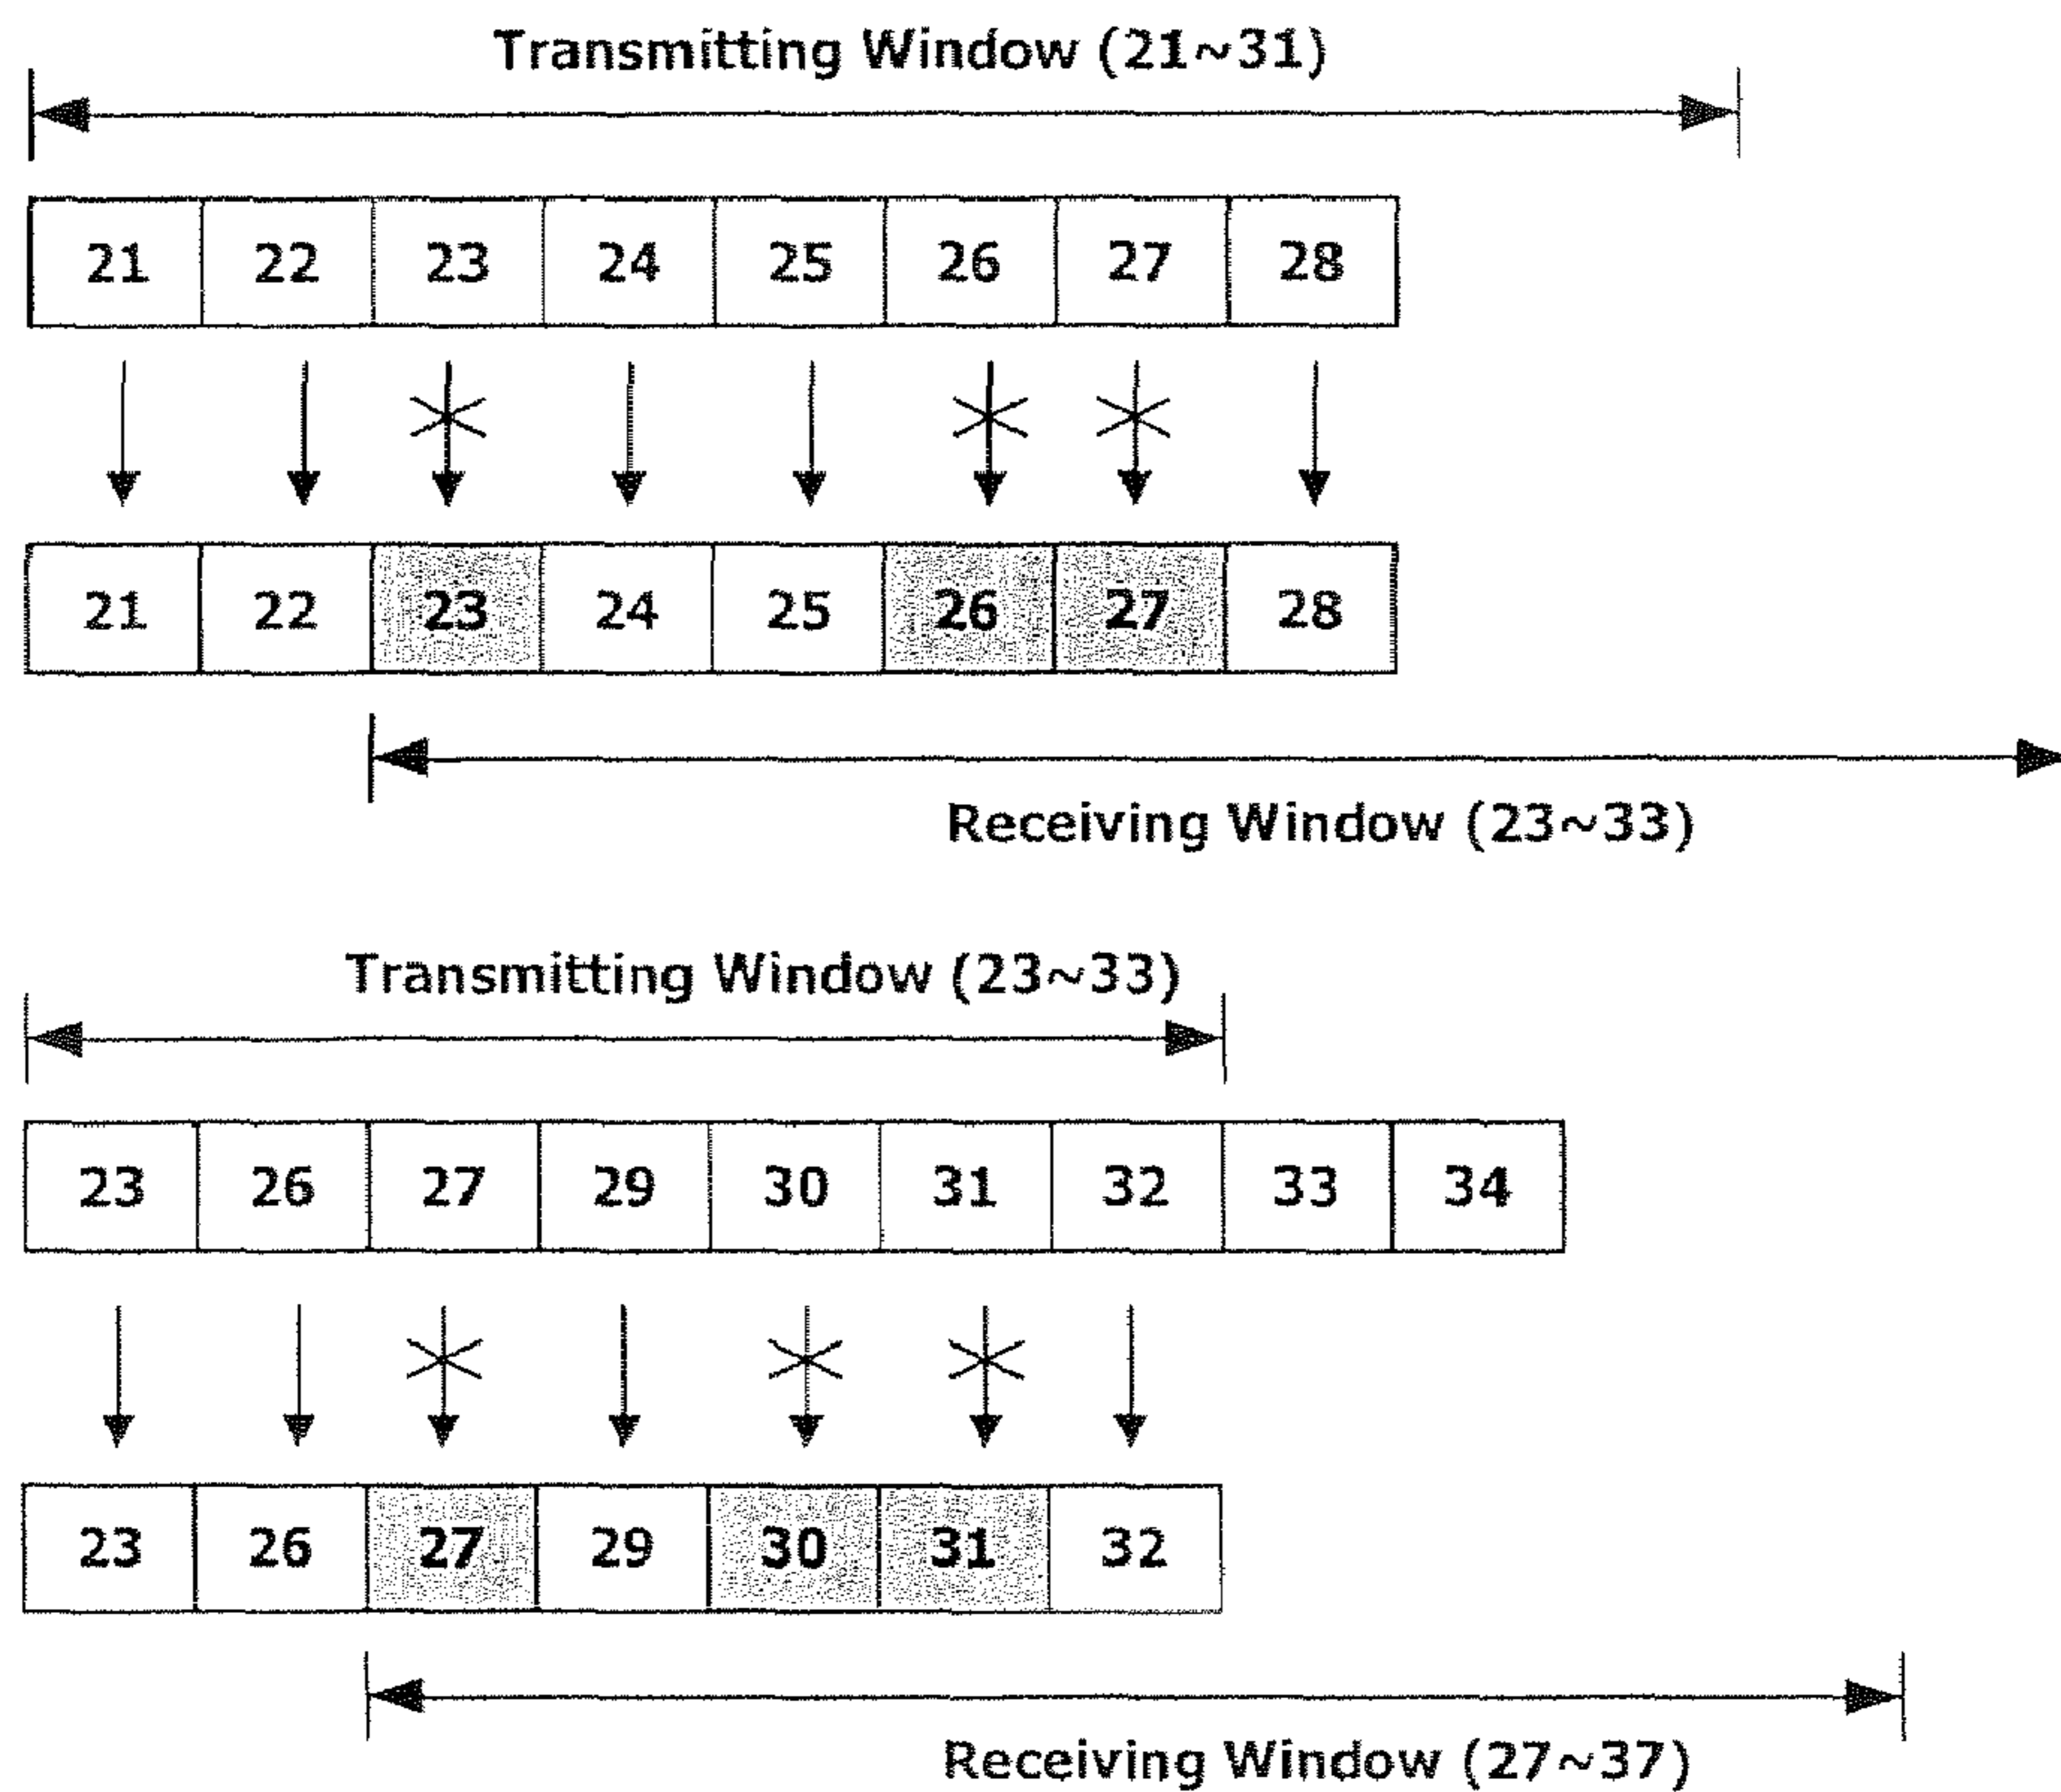 Transmitting Window (21~31)
21 22 23 24 25 26 27 28
21 22 23 24 25 26 27 28
Receiving Window (23~33)
Transmitting Window (23~33)
23 26 27 29 30 31 32 33 34
23 26 27 29 30 31 32
Receiving Window (27~37)